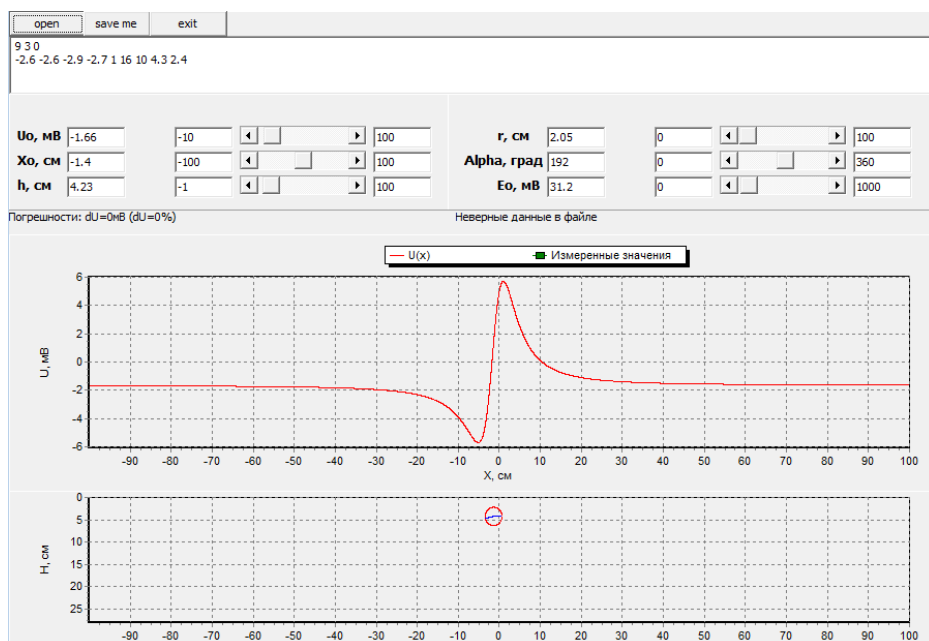 open save me exit
9 3 0
-2.6 -2.6 -2.9 -2.7 1 16 10 4.3 2.4
Uo, мВ -1.66 -10 100 r, см 2.05 0 100
Xo, см -1.4 -100 100 Alpha, град 192 0 360
h, см 4.23 -1 100 Eo, мВ 31.2 0 1000
Погрешности: dU=0мВ (dU=0%) Неверные данные в файле
U(x) Измеренные значения
6
4
2
0
-2
-4
-6
U, мВ
-90 -80 -70 -60 -50 -40 -30 -20 -10 0 10 20 30 40 50 60 70 80 90 100
X, см
0
5
10
15
20
25
H, см
-90 -80 -70 -60 -50 -40 -30 -20 -10 0 10 20 30 40 50 60 70 80 90 100